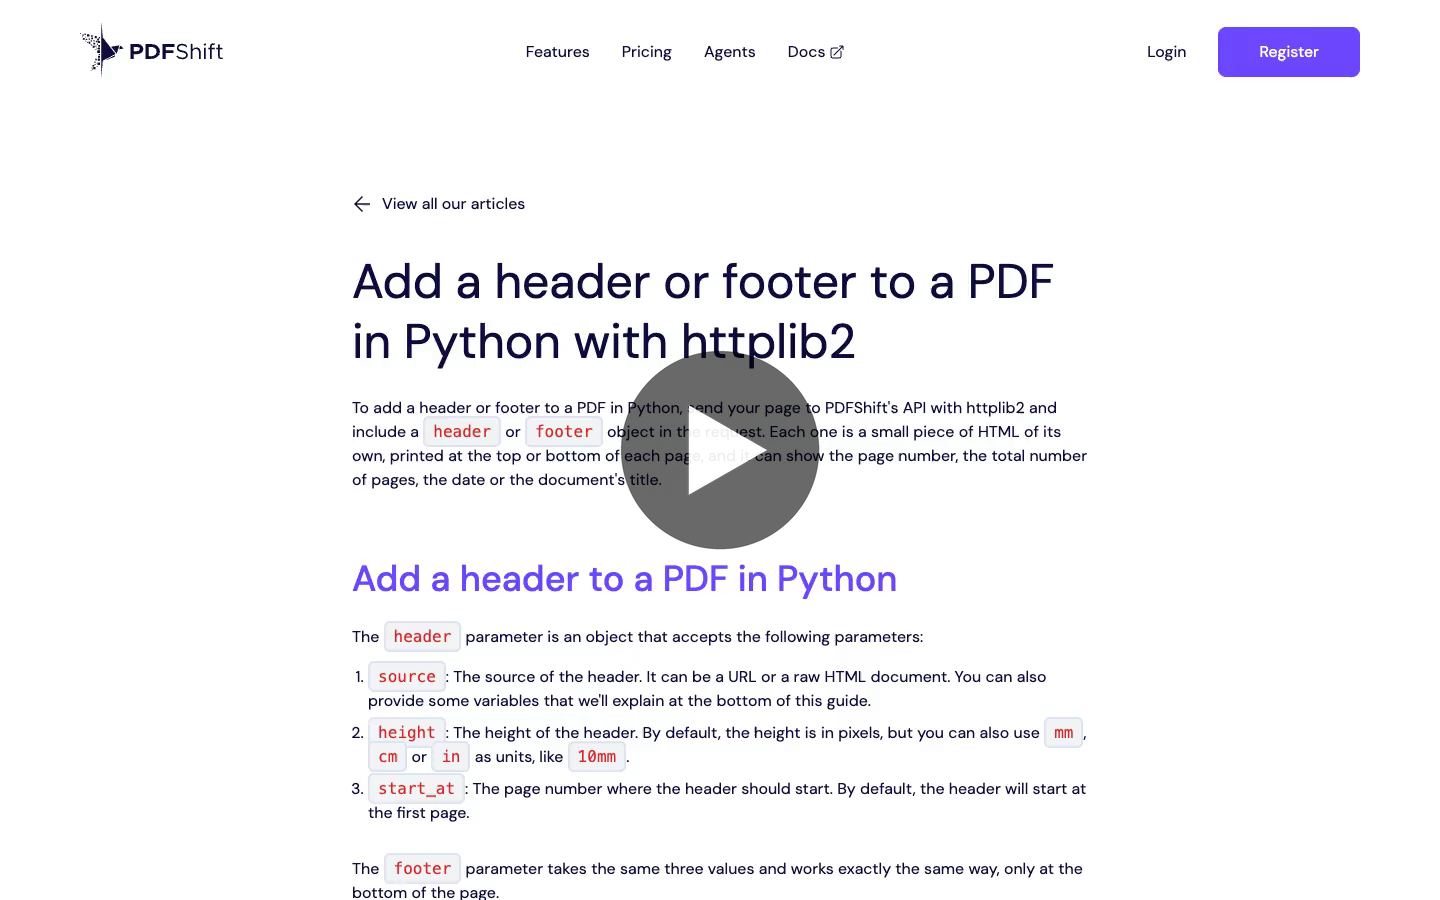 PDFShift
Features
Pricing
Agents
Docs
Login
Register
View all our articles
Add a header or footer to a PDF
in Python with httplib2
To add a header or footer to a PDF in Python, send your page to PDFShift's API with httplib2 and
include a header or footer object in the request. Each one is a small piece of HTML of its
own, printed at the top or bottom of each page, and it can show the page number, the total number
of pages, the date or the document's title.
Add a header to a PDF in Python
The header parameter is an object that accepts the following parameters:
1. source: The source of the header. It can be a URL or a raw HTML document. You can also
provide some variables that we'll explain at the bottom of this guide.
2. height: The height of the header. By default, the height is in pixels, but you can also use mm,
cm or in as units, like 10mm.
3. start_at: The page number where the header should start. By default, the header will start at
the first page.
The footer parameter takes the same three values and works exactly the same way, only at the
bottom of the page.